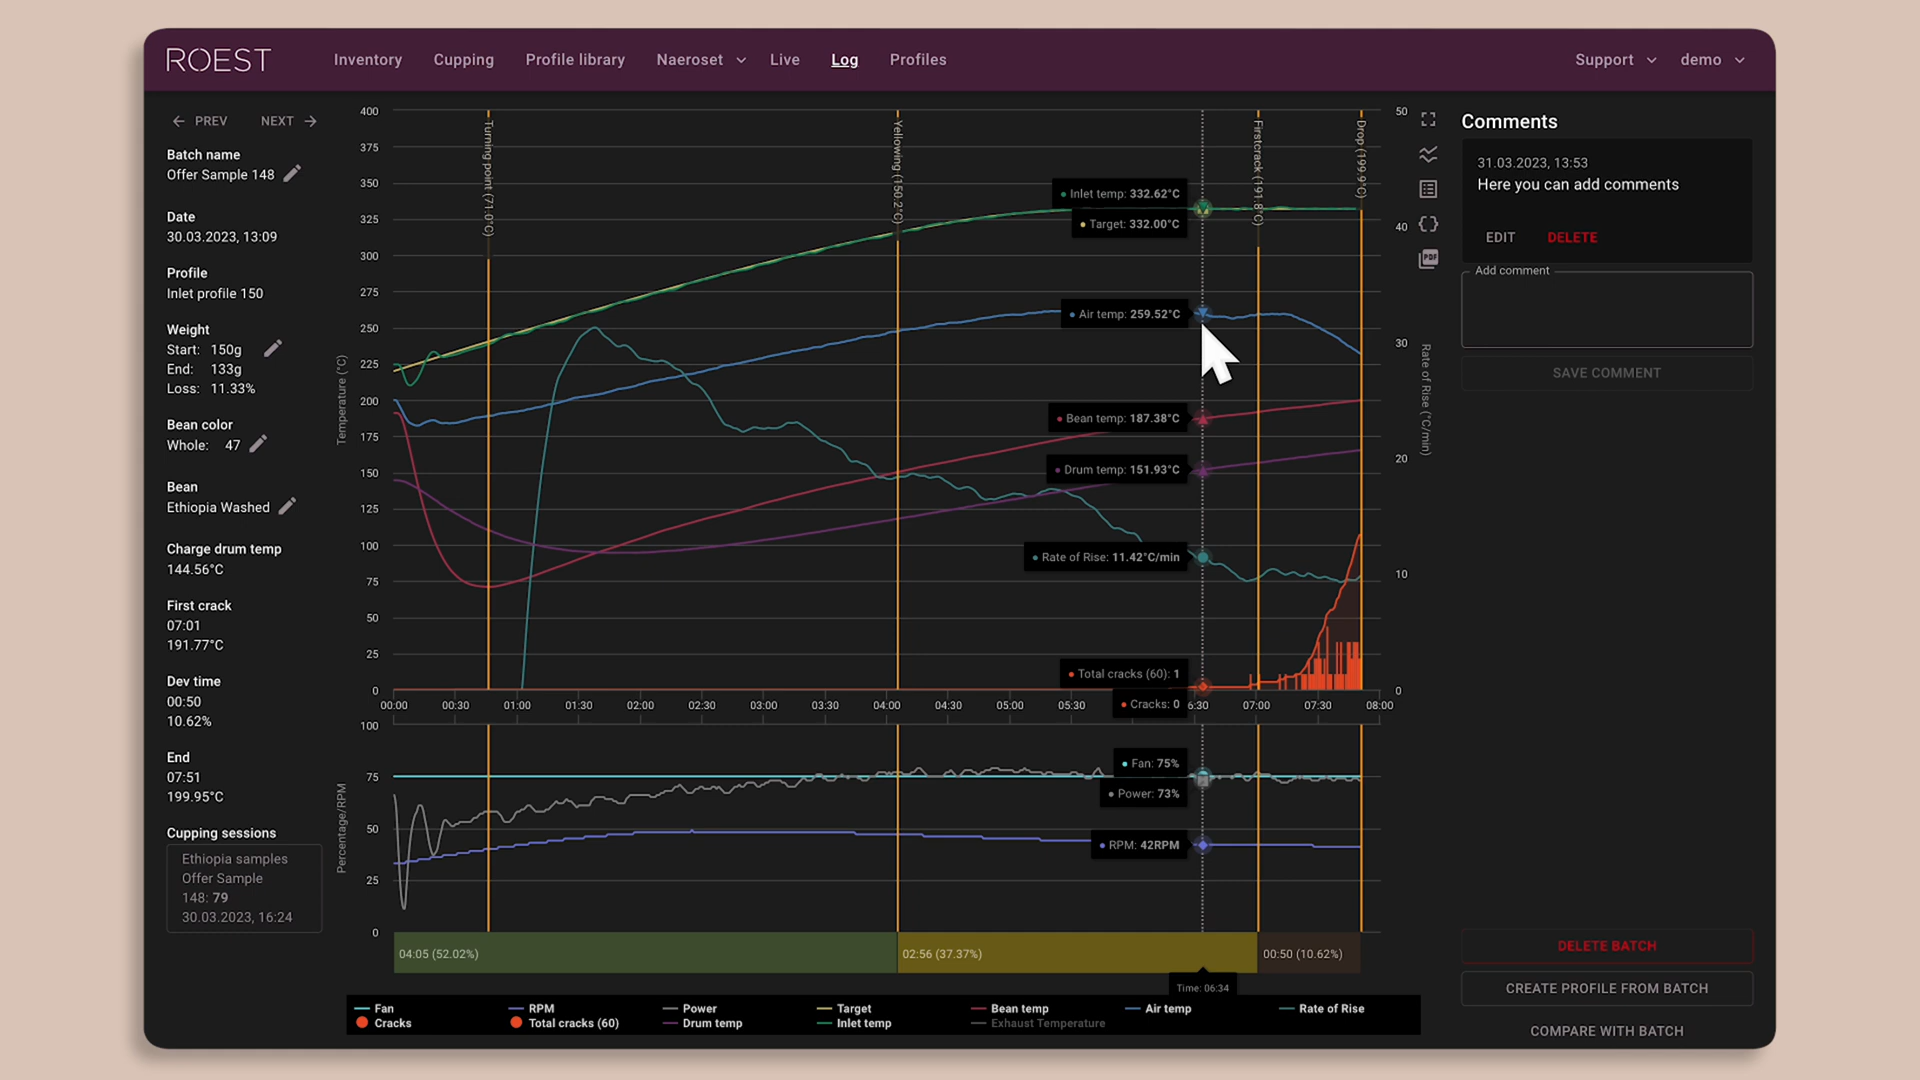 ROEST
Inventory
Cupping
Profile library
Naeroset
Live
Log
Profiles
Support
demo
PREV
NEXT
Batch name
Offer Sample 148
Date
30.03.2023, 13:09
Profile
Inlet profile 150
Weight
Start: 150g
End: 133g
Loss: 11.33%
Bean color
Whole: 47
Bean
Ethiopia Washed
Charge drum temp
144.56°C
First crack
07:01
191.77°C
Dev time
00:50
10.62%
End
07:51
199.95°C
Cupping sessions
Ethiopia samples
Offer Sample
148: 79
30.03.2023, 16:24
Temperature (°C)
400
375
350
325
300
275
250
225
200
175
150
125
100
75
50
25
0
Turning point (71.0°C)
Yellowing (150.2°C)
Firstcrack (191.8°C)
Drop (199.9°C)
Inlet temp: 332.62°C
Target: 332.00°C
Air temp: 259.52°C
Bean temp: 187.38°C
Drum temp: 151.93°C
Rate of Rise: 11.42°C/min
Total cracks (60): 1
Cracks: 0
50
40
30
20
10
0
Rate of Rise (°C/min)
00:00 00:30 01:00 01:30 02:00 02:30 03:00 03:30 04:00 04:30 05:00 05:30 6:30 07:00 07:30 08:00
Percentage/RPM
100
75
50
25
0
Fan: 75%
Power: 73%
RPM: 42RPM
04:05 (52.02%)
02:56 (37.37%)
00:50 (10.62%)
Time: 06:34
Fan RPM Power Target Bean temp Air temp Rate of Rise
Cracks Total cracks (60) Drum temp Inlet temp Exhaust Temperature
PDF
Comments
31.03.2023, 13:53
Here you can add comments
EDIT
DELETE
Add comment
SAVE COMMENT
DELETE BATCH
CREATE PROFILE FROM BATCH
COMPARE WITH BATCH